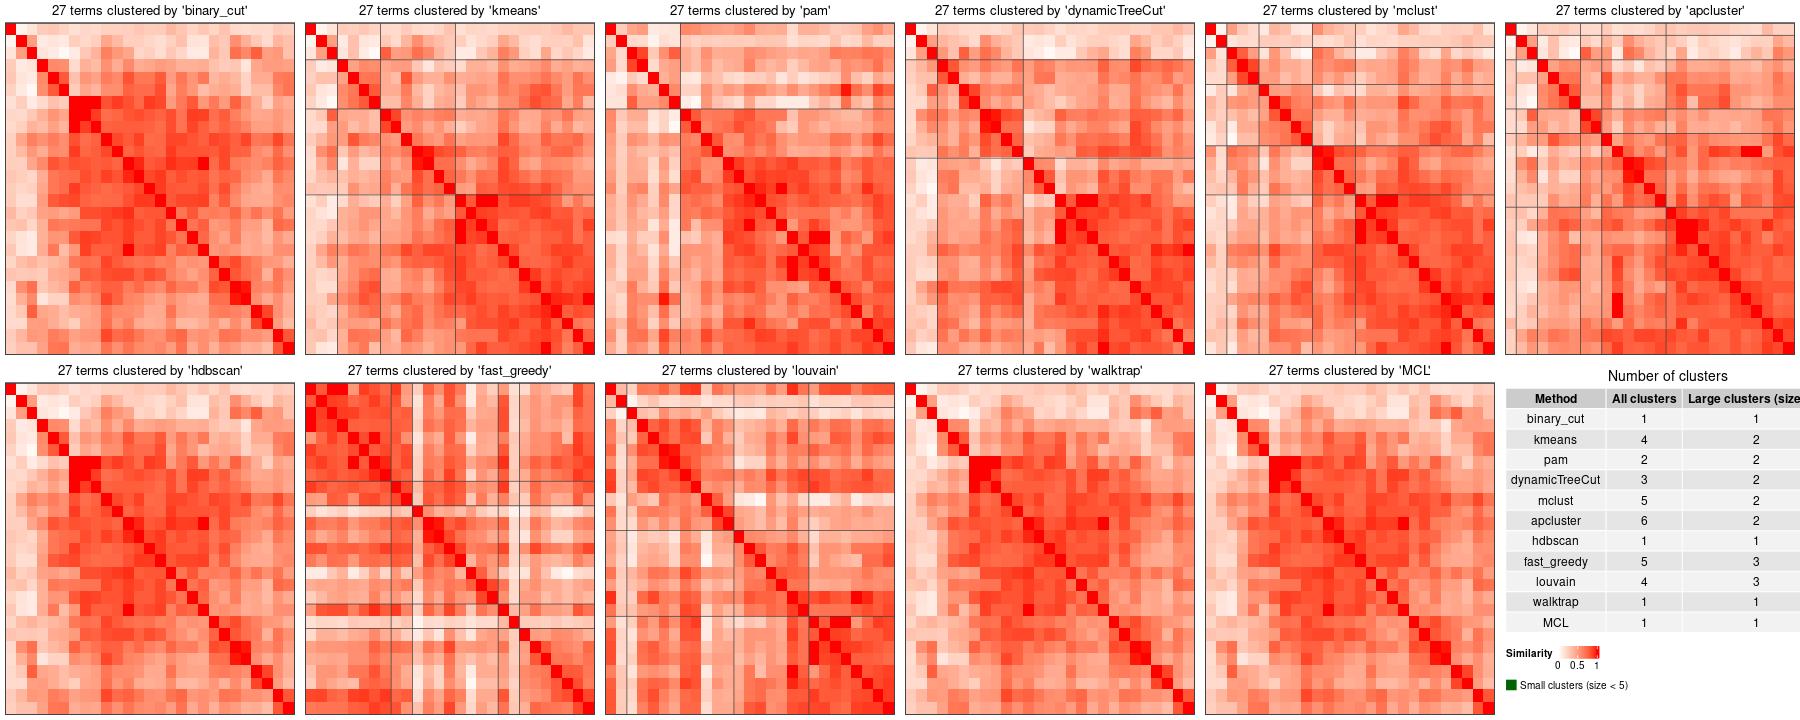 27 terms clustered by 'binary_cut'
27 terms clustered by 'kmeans'
27 terms clustered by 'pam'
27 terms clustered by 'dynamicTreeCut'
27 terms clustered by 'mclust'
27 terms clustered by 'apcluster'
27 terms clustered by 'hdbscan'
27 terms clustered by 'fast_greedy'
27 terms clustered by 'louvain'
27 terms clustered by 'walktrap'
27 terms clustered by 'MCL'
Number of clusters
Method All clusters Large clusters (size
binary_cut 1 1
kmeans 4 2
pam 2 2
dynamicTreeCut 3 2
mclust 5 2
apcluster 6 2
hdbscan 1 1
fast_greedy 5 3
louvain 4 3
walktrap 1 1
MCL 1 1
Similarity
0 0.5 1
Small clusters (size < 5)